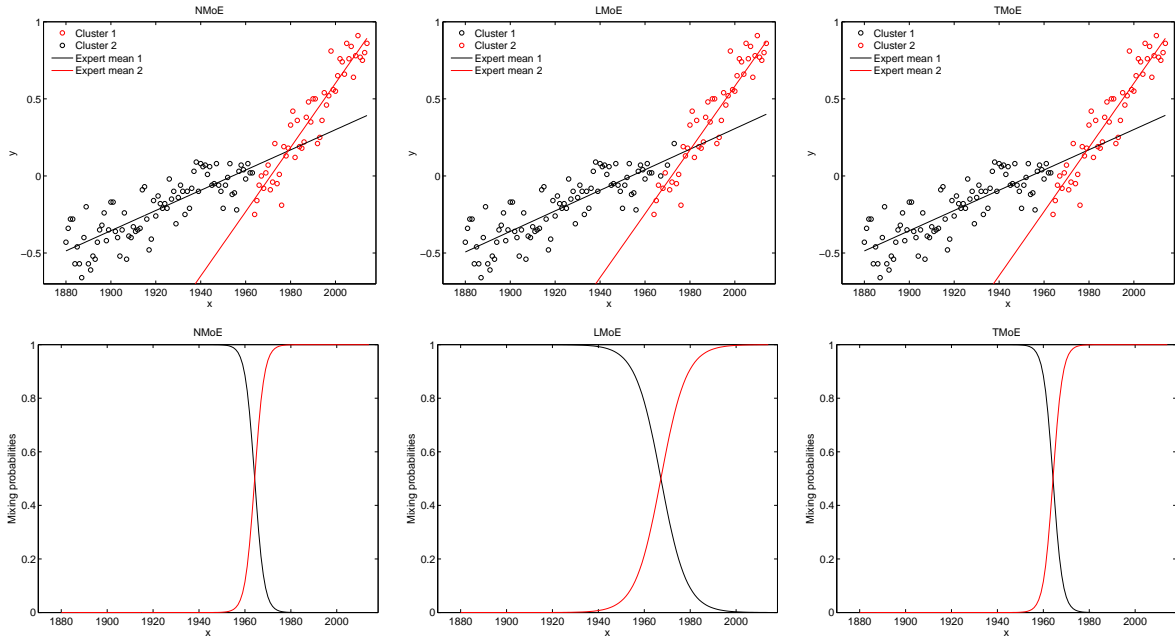 NMoE
1
0.5
0
−0.5
y
Cluster 1
Cluster 2
Expert mean 1
Expert mean 2
1880 1900 1920 1940 1960 1980 2000
x
LMoE
1
0.5
0
−0.5
y
Cluster 1
Cluster 2
Expert mean 1
Expert mean 2
1880 1900 1920 1940 1960 1980 2000
x
TMoE
1
0.5
0
−0.5
y
Cluster 1
Cluster 2
Expert mean 1
Expert mean 2
1880 1900 1920 1940 1960 1980 2000
x
NMoE
1
0.8
0.6
0.4
0.2
0
Mixing probabilities
1880 1900 1920 1940 1960 1980 2000
x
LMoE
1
0.8
0.6
0.4
0.2
0
Mixing probabilities
1880 1900 1920 1940 1960 1980 2000
x
TMoE
1
0.8
0.6
0.4
0.2
0
Mixing probabilities
1880 1900 1920 1940 1960 1980 2000
x